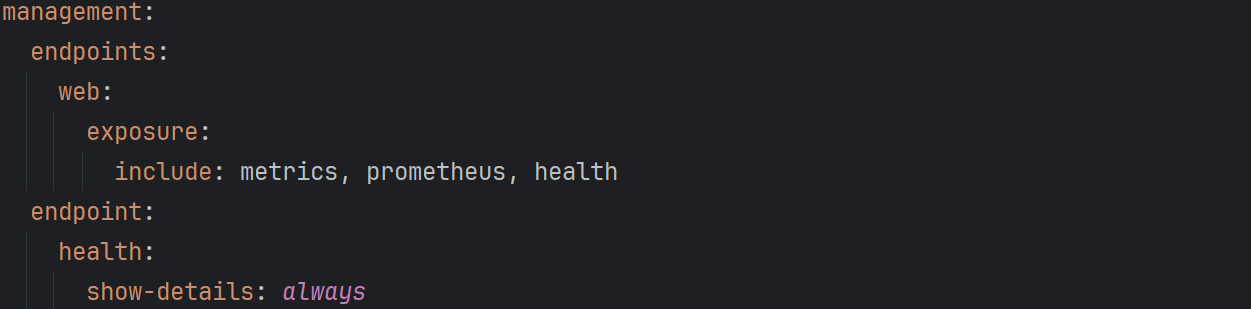 management:
  endpoints:
    web:
      exposure:
        include: metrics, prometheus, health
  endpoint:
    health:
      show-details: always